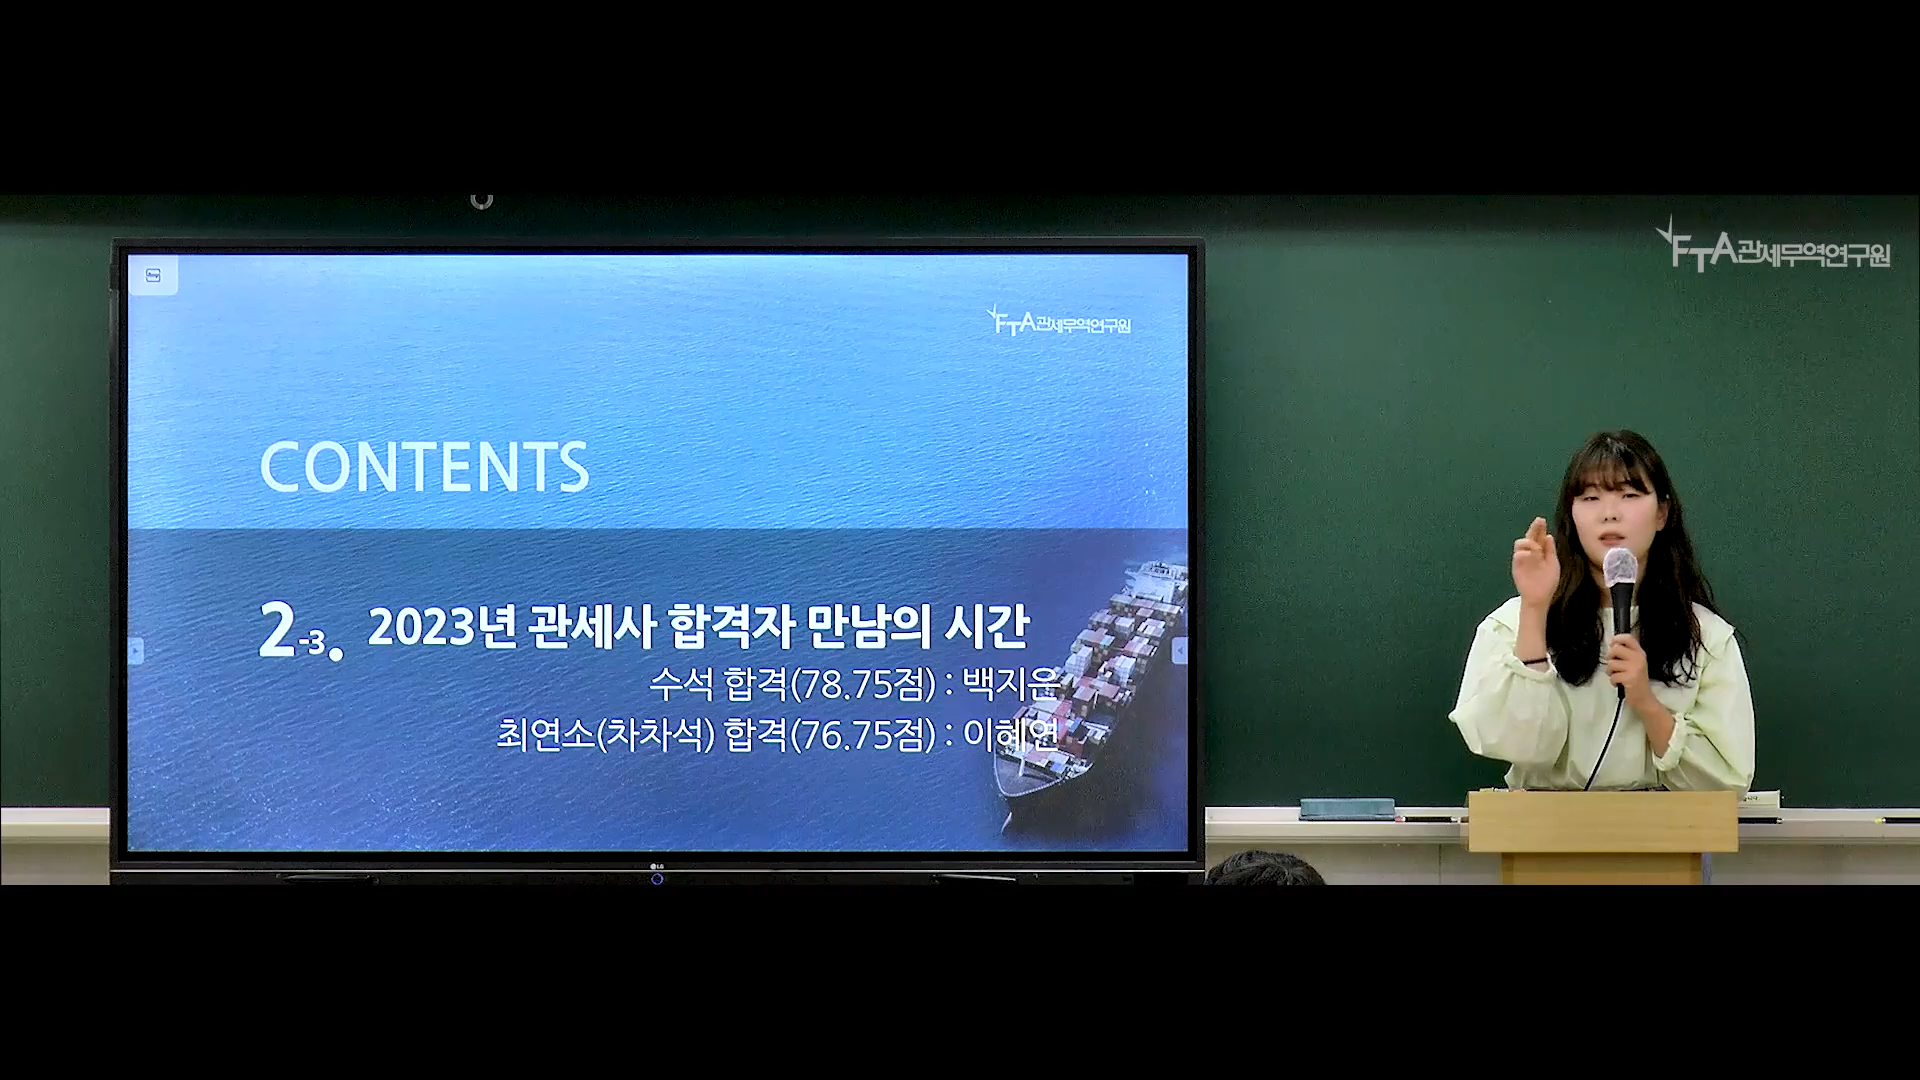 FTA관세무역연구원
FTA관세무역연구원
CONTENTS
2-3. 2023년 관세사 합격자 만남의 시간
수석 합격(78.75점) : 백지은
최연소(차차석) 합격(76.75점) : 이혜연
LG